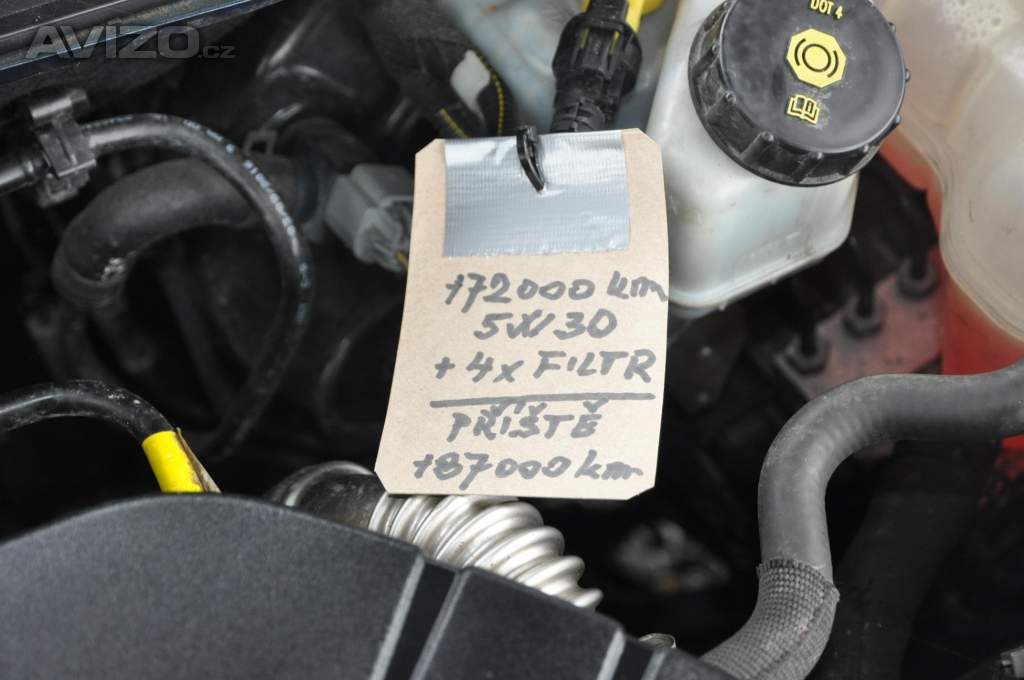 AVIZO.cz
DOT 4
172000 km
5W30
+ 4x FILTR
PŘÍŠTĚ
187000 km